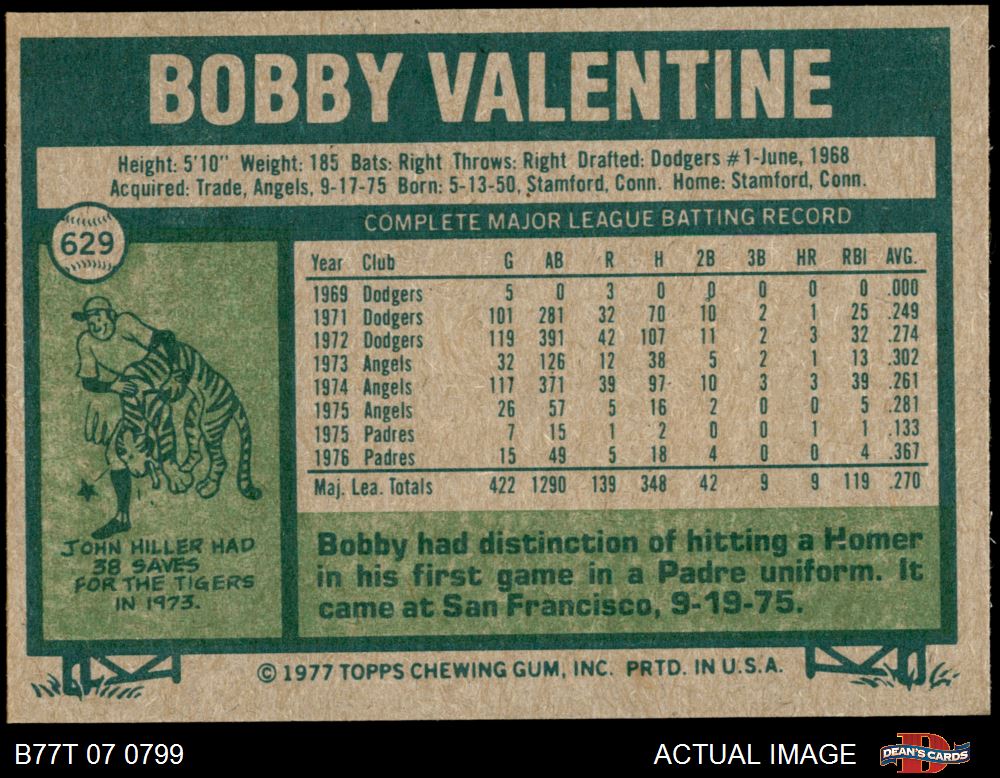 BOBBY VALENTINE
Height: 5'10" Weight: 185 Bats: Right Throws: Right Drafted: Dodgers #1-June, 1968
Acquired: Trade, Angels, 9-17-75 Born: 5-13-50, Stamford, Conn. Home: Stamford, Conn.
629
COMPLETE MAJOR LEAGUE BATTING RECORD
Year Club G AB R H 2B 3B HR RBI AVG.
1969 Dodgers 5 0 3 0 0 0 0 0 .000
1971 Dodgers 101 281 32 70 10 2 1 25 .249
1972 Dodgers 119 391 42 107 11 2 3 32 .274
1973 Angels 32 126 12 38 5 2 1 13 .302
1974 Angels 117 371 39 97 10 3 3 39 .261
1975 Angels 26 57 5 16 2 0 0 5 .281
1975 Padres 7 15 1 2 0 0 1 1 .133
1976 Padres 15 49 5 18 4 0 0 4 .367
Maj. Lea. Totals 422 1290 139 348 42 9 9 119 .270
JOHN HILLER HAD
38 SAVES
FOR THE TIGERS
IN 1973.
Bobby had distinction of hitting a Homer
in his first game in a Padre uniform. It
came at San Francisco, 9-19-75.
© 1977 TOPPS CHEWING GUM, INC. PRTD. IN U.S.A.
B77T 07 0799
ACTUAL IMAGE
DEAN'S CARDS